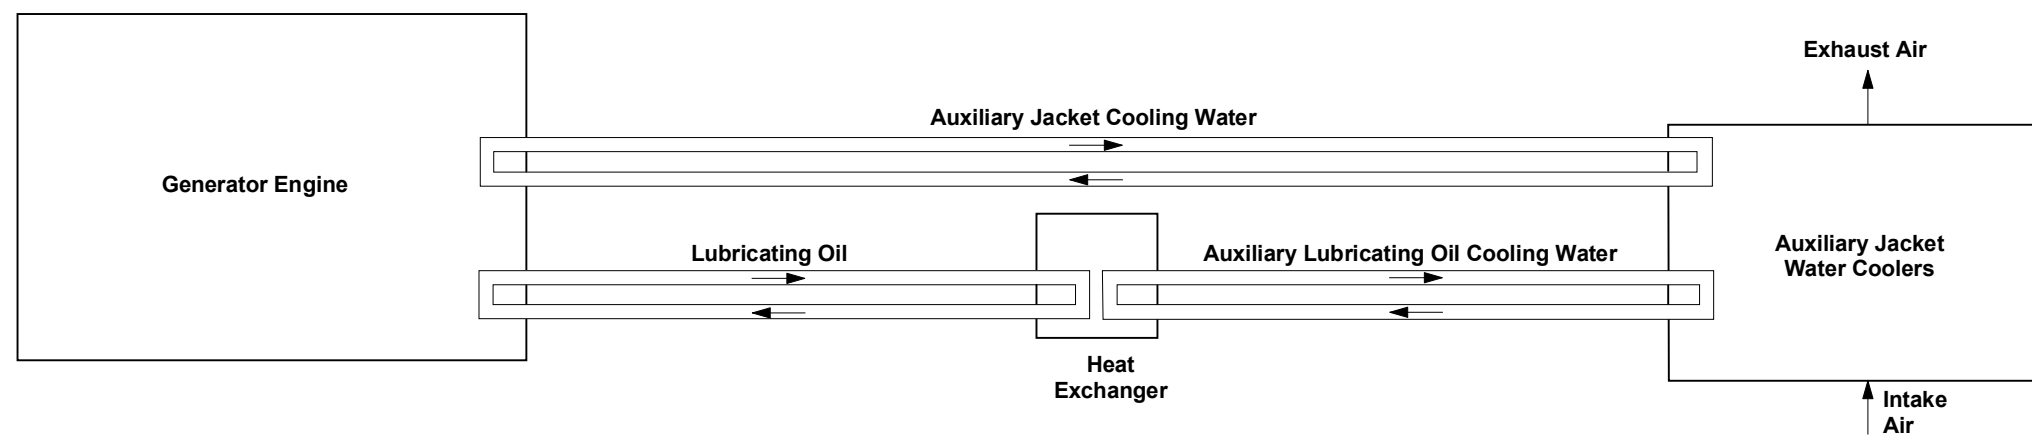 Exhaust Air
Auxiliary Jacket Cooling Water
Generator Engine
Lubricating Oil
Auxiliary Lubricating Oil Cooling Water
Auxiliary Jacket
Water Coolers
Heat
Exchanger
Intake
Air